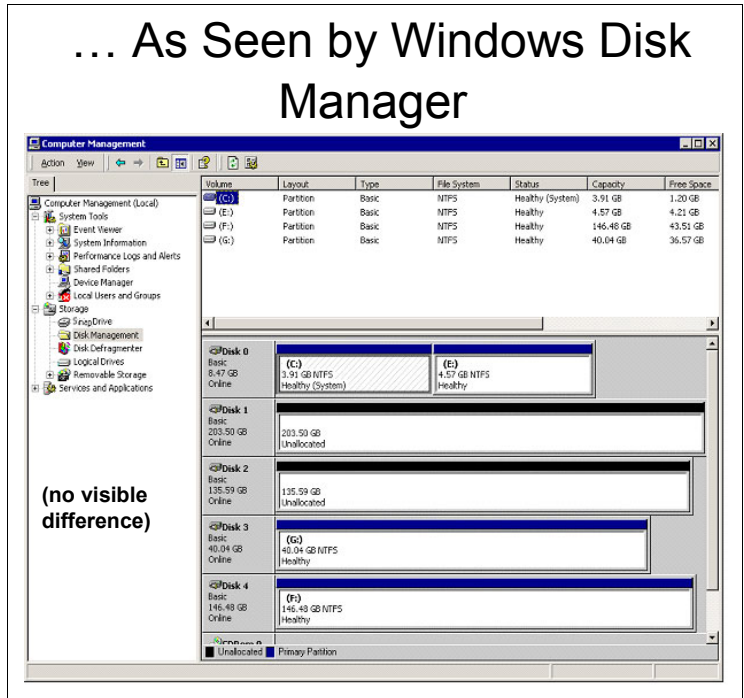 … As Seen by Windows Disk
Manager
Computer Management
Action View
Tree
Computer Management (Local)
System Tools
Event Viewer
System Information
Performance Logs and Alerts
Shared Folders
Device Manager
Local Users and Groups
Storage
SnapDrive
Disk Management
Disk Defragmenter
Logical Drives
Removable Storage
Services and Applications
(no visible
difference)
Volume Layout Type File System Status Capacity Free Space
(C:) Partition Basic NTFS Healthy (System) 3.91 GB 1.20 GB
(E:) Partition Basic NTFS Healthy 4.57 GB 4.21 GB
(F:) Partition Basic NTFS Healthy 146.48 GB 43.51 GB
(G:) Partition Basic NTFS Healthy 40.04 GB 36.57 GB
Disk 0
Basic
8.47 GB
Online
(C:)
3.91 GB NTFS
Healthy (System)
(E:)
4.57 GB NTFS
Healthy
Disk 1
Basic
203.50 GB
Online
203.50 GB
Unallocated
Disk 2
Basic
135.59 GB
Online
135.59 GB
Unallocated
Disk 3
Basic
40.04 GB
Online
(G:)
40.04 GB NTFS
Healthy
Disk 4
Basic
146.48 GB
Online
(F:)
146.48 GB NTFS
Healthy
Unallocated Primary Partition